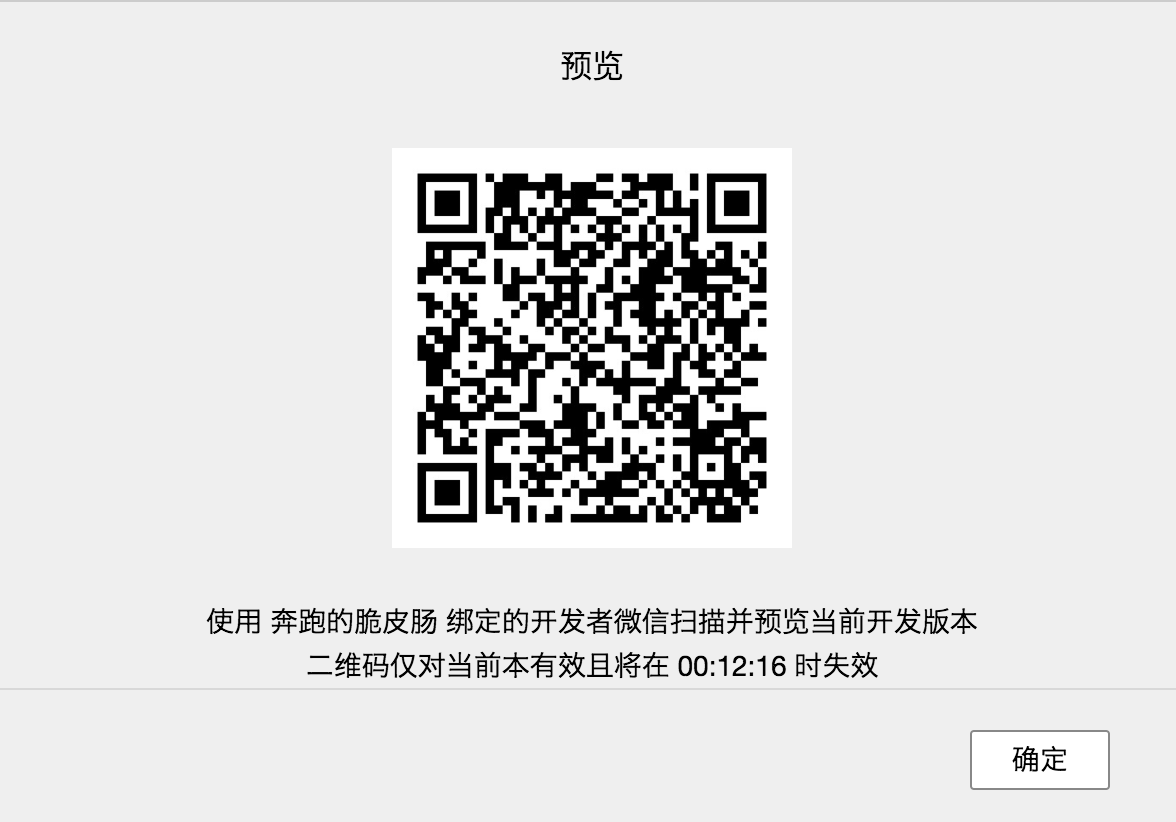 预览
使用 奔跑的脆皮肠 绑定的开发者微信扫描并预览当前开发版本
二维码仅对当前本有效且将在 00:12:16 时失效
确定